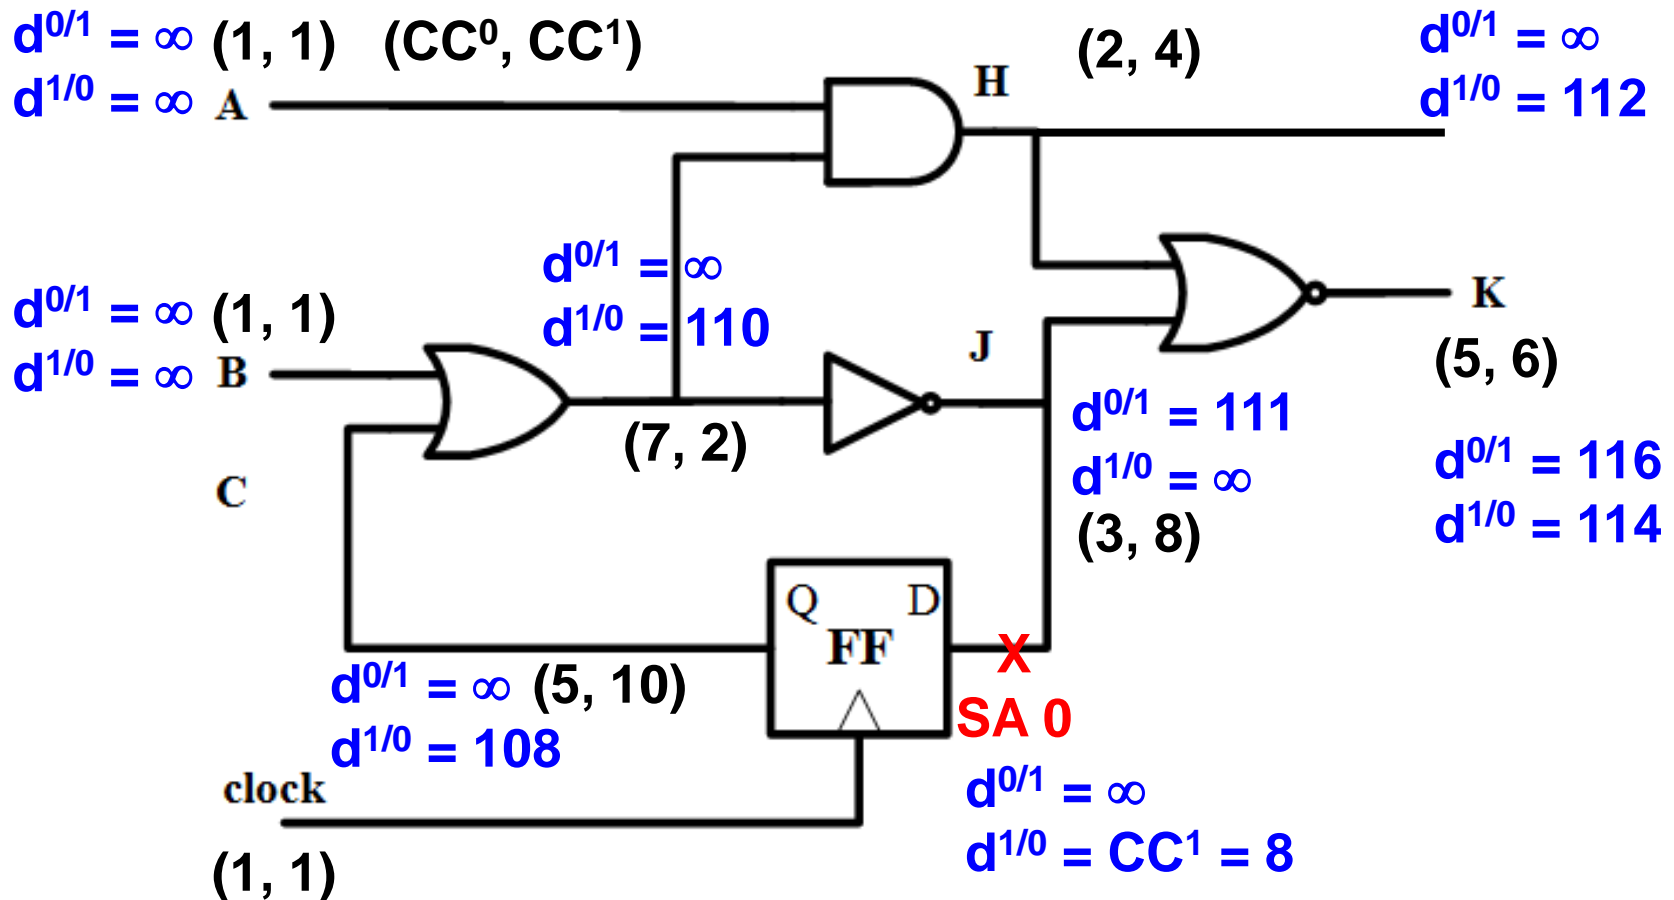 d0/1 = ∞ (1, 1) (CC0, CC1)
d1/0 = ∞ A
H
(2, 4)
d0/1 = ∞
d1/0 = 112
d0/1 = ∞ (1, 1)
d1/0 = ∞ B
d0/1 = ∞
d1/0 = 110
J
K
(5, 6)
(7, 2)
d0/1 = 111
d1/0 = ∞
(3, 8)
d0/1 = 116
d1/0 = 114
C
Q D
FF
X
SA 0
d0/1 = ∞ (5, 10)
d1/0 = 108
clock
(1, 1)
d0/1 = ∞
d1/0 = CC1 = 8